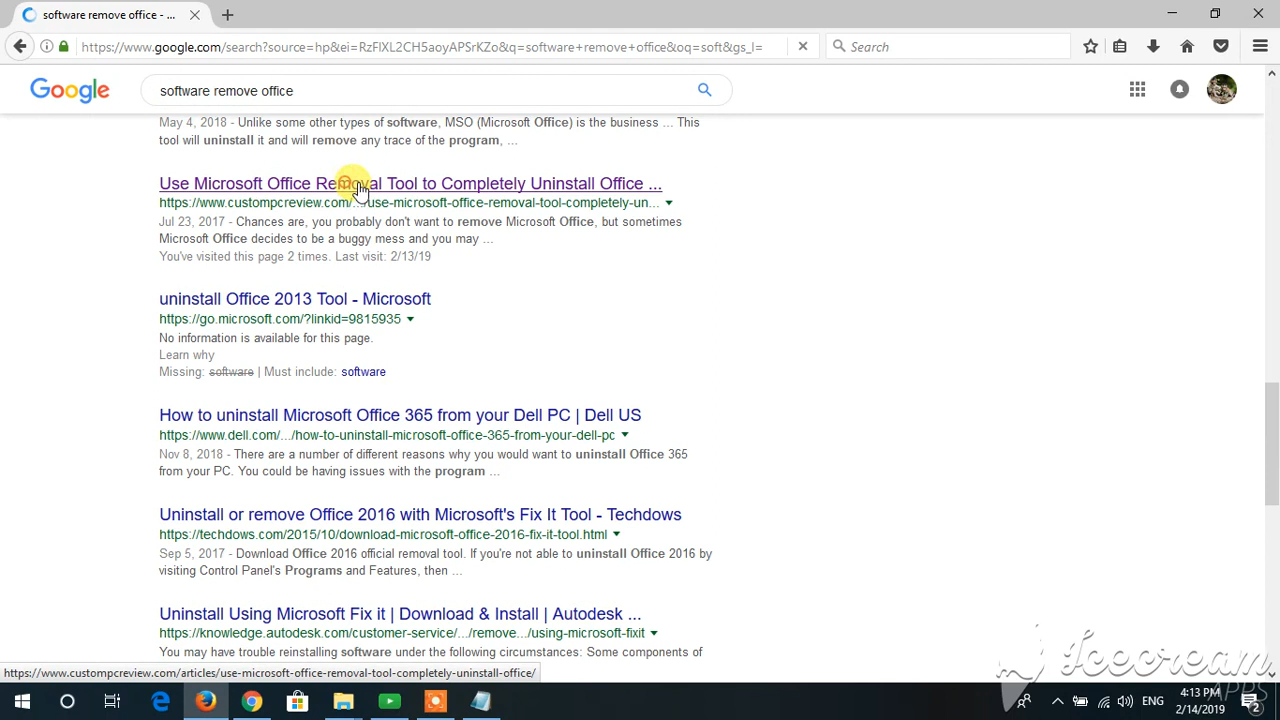 software remove office - ...
https://www.google.com/search?source=hp&ei=RzFlXL2CH5aoyAPSrKZo&q=software+remove+office&oq=soft&gs_l=
Search
Google
software remove office
May 4, 2018 - Unlike some other types of software, MSO (Microsoft Office) is the business ... This
tool will uninstall it and will remove any trace of the program, ...
Use Microsoft Office Removal Tool to Completely Uninstall Office ...
https://www.custompcreview.com/.../use-microsoft-office-removal-tool-completely-un...
Jul 23, 2017 - Chances are, you probably don't want to remove Microsoft Office, but sometimes
Microsoft Office decides to be a buggy mess and you may ...
You've visited this page 2 times. Last visit: 2/13/19
uninstall Office 2013 Tool - Microsoft
https://go.microsoft.com/?linkid=9815935
No information is available for this page.
Learn why
Missing: software | Must include: software
How to uninstall Microsoft Office 365 from your Dell PC | Dell US
https://www.dell.com/.../how-to-uninstall-microsoft-office-365-from-your-dell-pc
Nov 8, 2018 - There are a number of different reasons why you would want to uninstall Office 365
from your PC. You could be having issues with the program ...
Uninstall or remove Office 2016 with Microsoft's Fix It Tool - Techdows
https://techdows.com/2015/10/download-microsoft-office-2016-fix-it-tool.html
Sep 5, 2017 - Download Office 2016 official removal tool. If you're not able to uninstall Office 2016 by
visiting Control Panel's Programs and Features, then ...
Uninstall Using Microsoft Fix it | Download & Install | Autodesk ...
https://knowledge.autodesk.com/customer-service/.../remove.../using-microsoft-fixit
You may have trouble reinstalling software under the following circumstances: Some components of
https://www.custompcreview.com/articles/use-microsoft-office-removal-tool-completely-uninstall-office/
Icecream
APPS
ENG
4:13 PM
2/14/2019
2